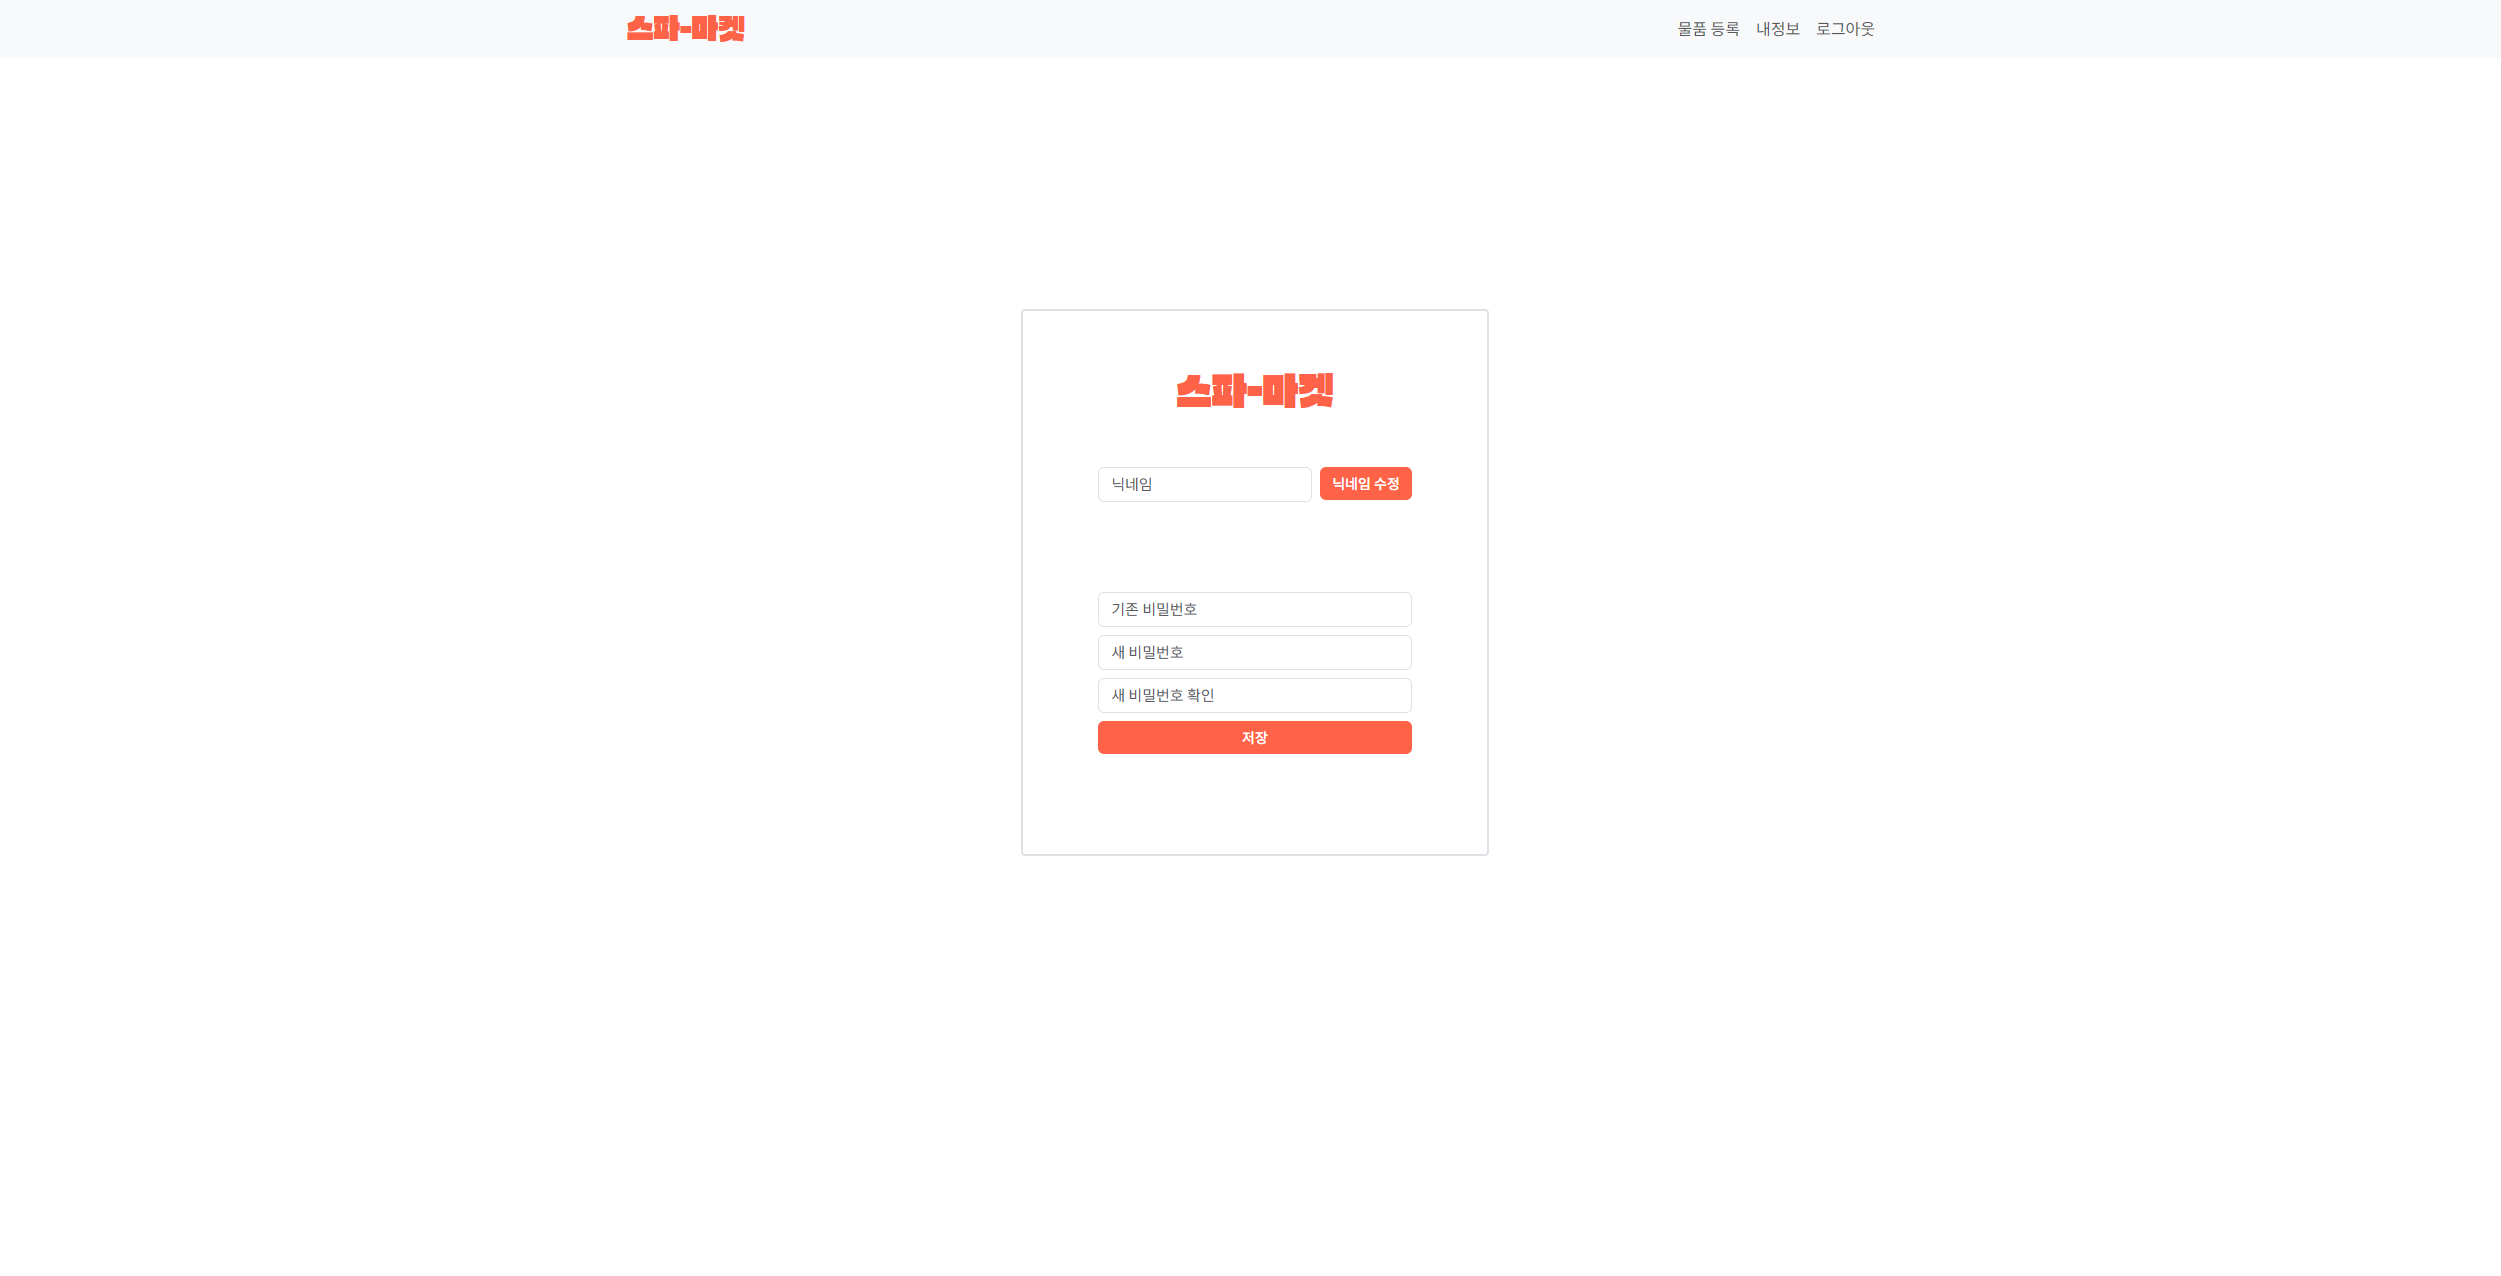 스파-마켓
물품 등록 내정보 로그아웃
스파-마켓
닉네임 닉네임 수정
기존 비밀번호
새 비밀번호
새 비밀번호 확인
저장